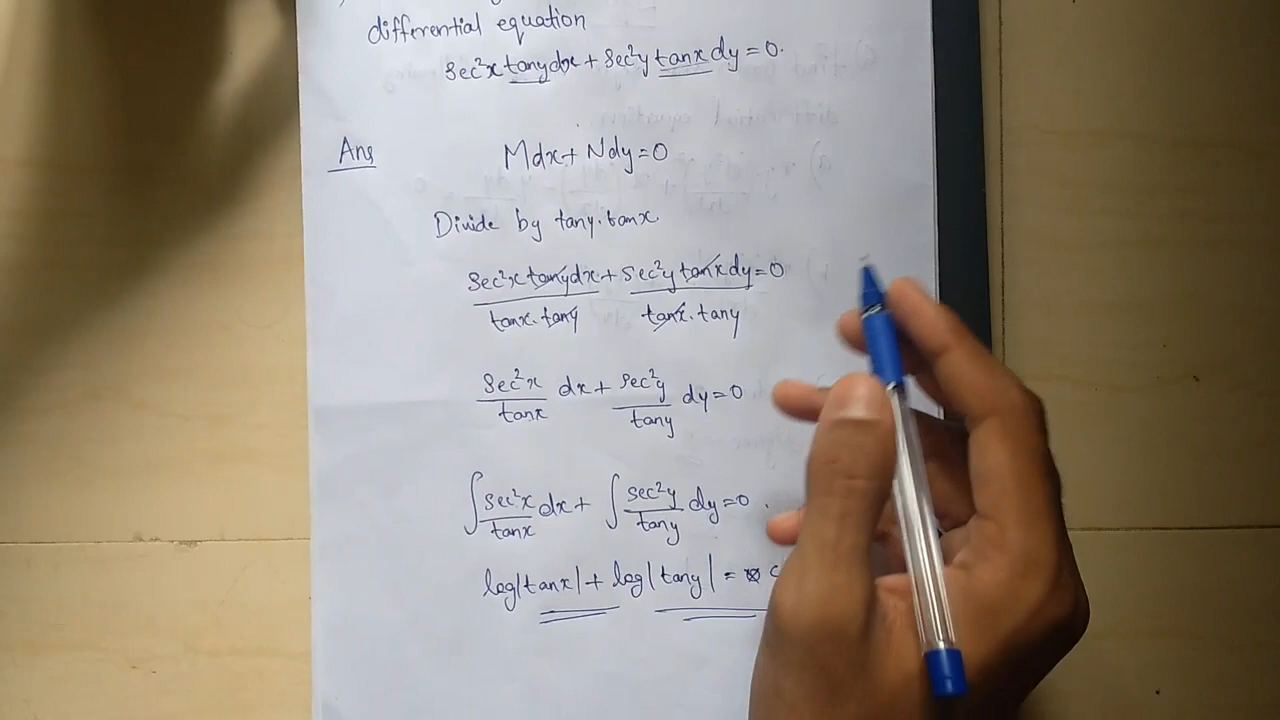 differential equation
sec²x tany dx + sec²y tanx dy = 0.
Ans
Mdx + Ndy = 0
Divide by tany. tanx
sec²x tany dx / tanx. tany + sec²y tanx dy / tanx. tany = 0
sec²x / tanx dx + sec²y / tany dy = 0
∫ sec²x / tanx dx + ∫ sec²y / tany dy = 0.
log|tanx| + log|tany| = c